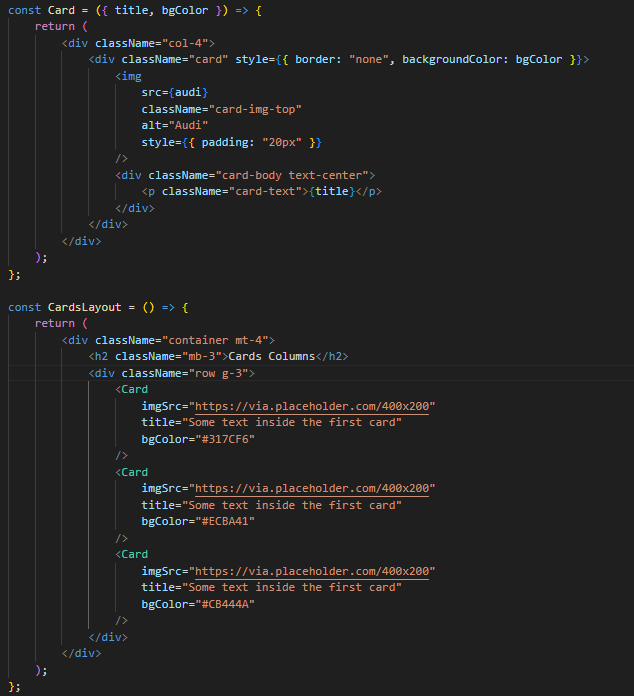 const Card = ({ title, bgColor }) => {
    return (
        <div className="col-4">
            <div className="card" style={{ border: "none", backgroundColor: bgColor }}>
                <img
                    src={audi}
                    className="card-img-top"
                    alt="Audi"
                    style={{ padding: "20px" }}
                />
                <div className="card-body text-center">
                    <p className="card-text">{title}</p>
                </div>
            </div>
        </div>
    );
};

const CardsLayout = () => {
    return (
        <div className="container mt-4">
            <h2 className="mb-3">Cards Columns</h2>
            <div className="row g-3">
                <Card
                    imgSrc="https://via.placeholder.com/400x200"
                    title="Some text inside the first card"
                    bgColor="#317CF6"
                />
                <Card
                    imgSrc="https://via.placeholder.com/400x200"
                    title="Some text inside the first card"
                    bgColor="#ECBA41"
                />
                <Card
                    imgSrc="https://via.placeholder.com/400x200"
                    title="Some text inside the first card"
                    bgColor="#CB444A"
                />
            </div>
        </div>
    );
};